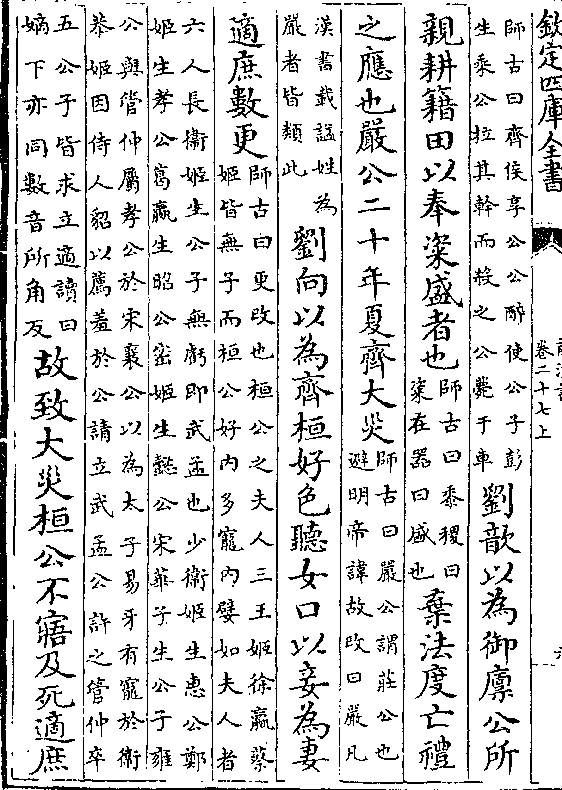 欽定四庫全書
卷二十七上
師古曰齊侯享公公醉使公子彭
生乘公拉其幹而殺之公薨于車
劉歆以為御廩公所
親耕籍田以奉粢盛者也
師古曰黍稷曰
粢在器曰盛也
棄法度亡禮
之應也嚴公二十年夏齊大災
師古曰嚴公謂莊公也
避明帝諱故改曰嚴凡
漢書載諡姓為
嚴者皆類此
劉向以為齊桓好色聽女口以妾為妻
適庶數更
師古曰更改也桓公之夫人三王姬徐嬴蔡
姬皆無子而桓公好內多寵內嬖如夫人者
六人長衛姬生公子無虧即武孟也少衛姬生惠公鄭
姬生孝公葛嬴生昭公密姬生懿公宋華子生公子雍
公與管仲屬孝公於宋襄公以為太子易牙有寵於衛
恭姬因侍人貂以薦羞於公請立武孟公許之管仲卒
五公子皆求立適讀曰
嫡下亦同數音所角反
故致大災桓公不寤及死適庶